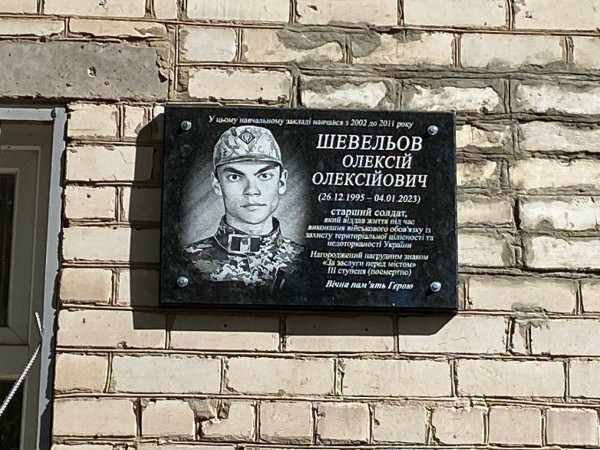 У цьому навчальному закладі навчався з 2002 до 2011 року
ШЕВЕЛЬОВ
ОЛЕКСІЙ
ОЛЕКСІЙОВИЧ
(26.12.1995 – 04.01.2023)
старший солдат,
який віддав життя під час
виконання військового обов'язку із
захисту територіальної цілісності та
недоторканості України
Нагороджений нагрудним знаком
«За заслуги перед містом»
III ступеня (посмертно)
Вічна пам'ять Герою